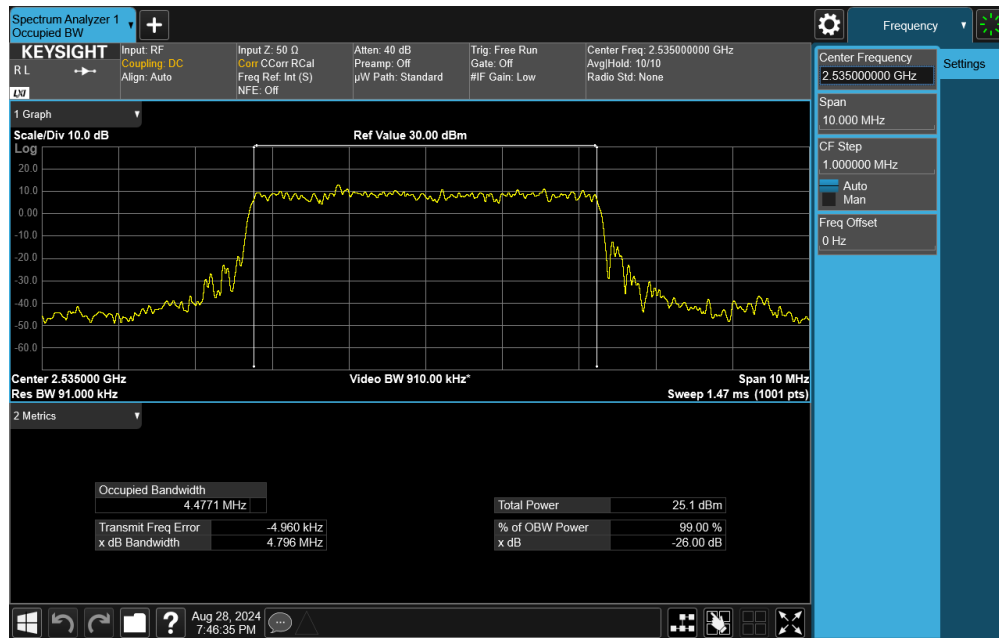 Spectrum Analyzer 1
Occupied BW
+
Frequency
KEYSIGHT
R L
LXI
Input: RF
Coupling: DC
Align: Auto
Input Z: 50 Ω
Corr CCorr RCal
Freq Ref: Int (S)
NFE: Off
Atten: 40 dB
Preamp: Off
µW Path: Standard
Trig: Free Run
Gate: Off
#IF Gain: Low
Center Freq: 2.535000000 GHz
Avg|Hold: 10/10
Radio Std: None
Center Frequency
2.535000000 GHz
Settings
Span
10.000 MHz
CF Step
1.000000 MHz
Auto
Man
Freq Offset
0 Hz
1 Graph
Scale/Div 10.0 dB
Ref Value 30.00 dBm
Log
20.0
10.0
0.00
-10.0
-20.0
-30.0
-40.0
-50.0
-60.0
Center 2.535000 GHz
Video BW 910.00 kHz*
Span 10 MHz
Res BW 91.000 kHz
Sweep 1.47 ms (1001 pts)
2 Metrics
Occupied Bandwidth
4.4771 MHz
Total Power 25.1 dBm
Transmit Freq Error -4.960 kHz
% of OBW Power 99.00 %
x dB Bandwidth 4.796 MHz
x dB -26.00 dB
?
Aug 28, 2024
7:46:35 PM